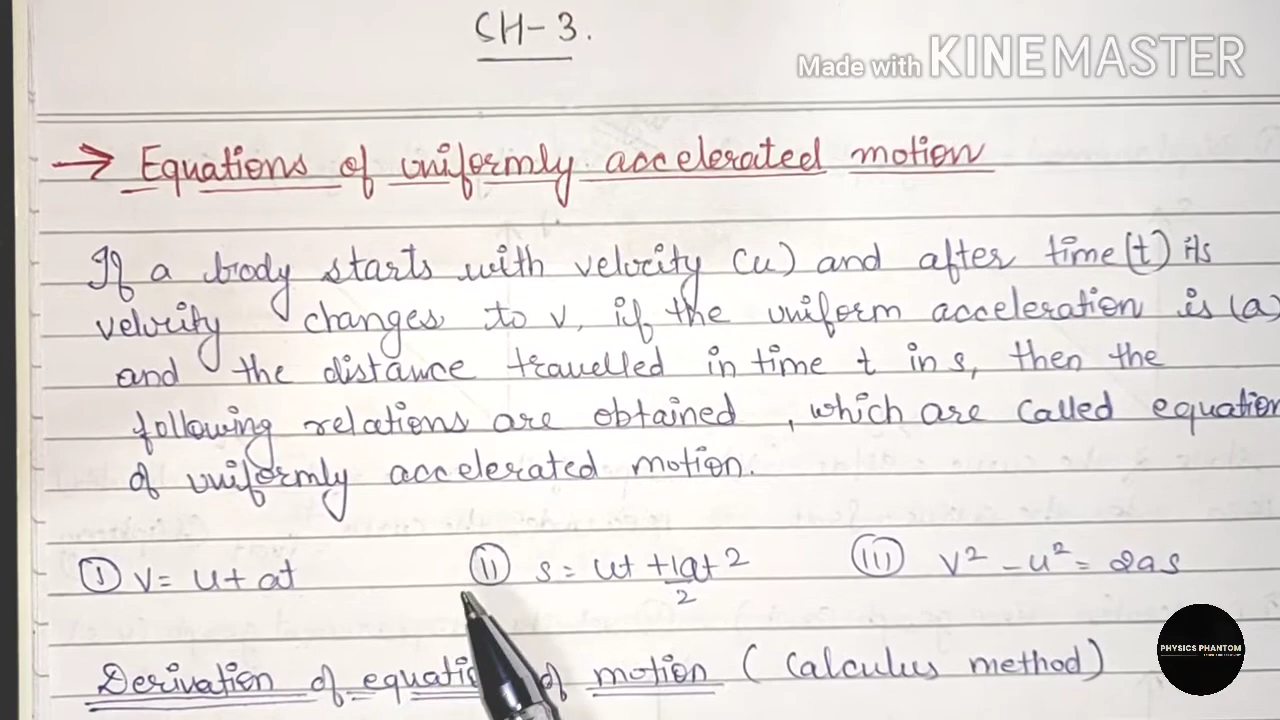 CH-3.
Made with KINEMASTER
→ Equations of uniformly accelerated motion
If a body starts with velocity (u) and after time (t) its
velocity changes to v, if the uniform acceleration is (a)
and the distance travelled in time t in s, then the
following relations are obtained, which are called equation
of uniformly accelerated motion.
(I) v = u + at (II) s = ut + 1/2 at² (III) v² - u² = 2as
PHYSICS PHANTOM
Derivation of equation of motion (Calculus method)